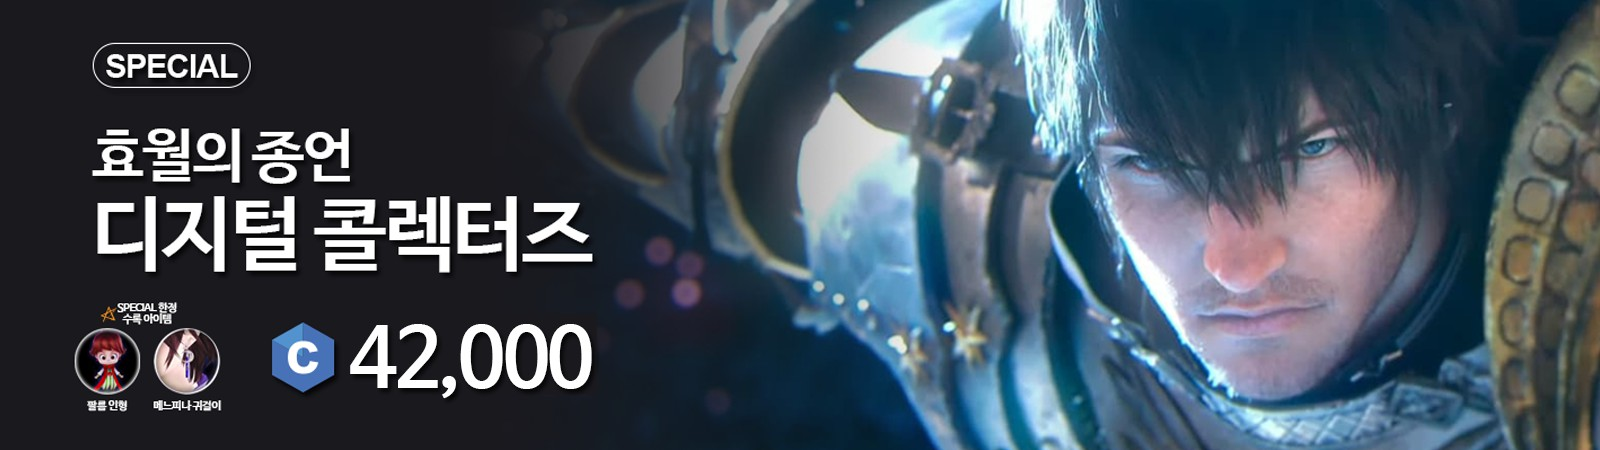 SPECIAL
효월의 종언
디지털 콜렉터즈
SPECIAL 한정
수록 아이템
팔름 인형
메느피나 귀걸이
C 42,000